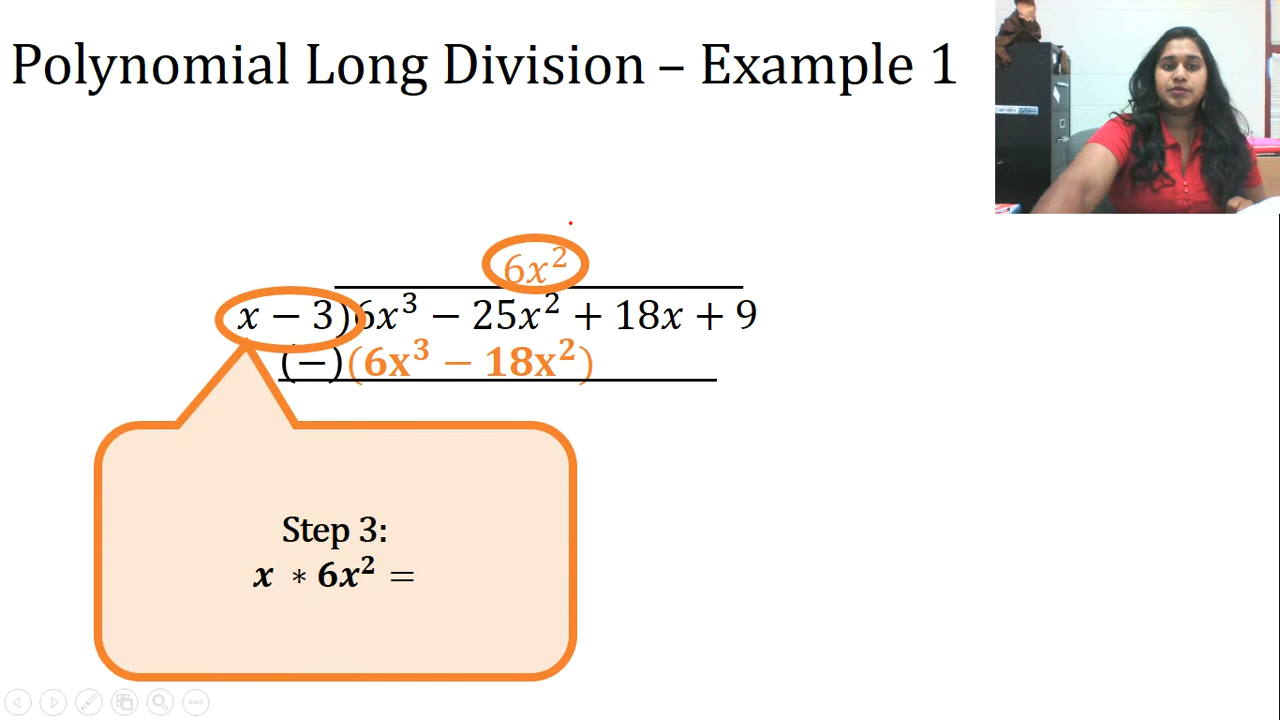 Polynomial Long Division – Example 1
6x²
x − 3)6x³ − 25x² + 18x + 9
(−)(6x³ − 18x²)
Step 3:
x * 6x² =